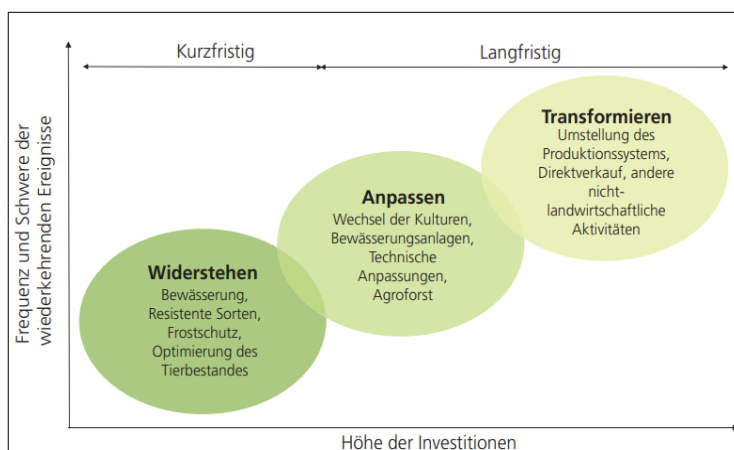 Kurzfristig
Langfristig
Frequenz und Schwere der
wiederkehrenden Ereignisse
Transformieren
Umstellung des
Produktionssystems,
Direktverkauf, andere
nicht-
landwirtschaftliche
Aktivitäten
Anpassen
Wechsel der Kulturen,
Bewässerungsanlagen,
Technische
Anpassungen,
Agroforst
Widerstehen
Bewässerung,
Resistente Sorten,
Frostschutz,
Optimierung des
Tierbestandes
Höhe der Investitionen